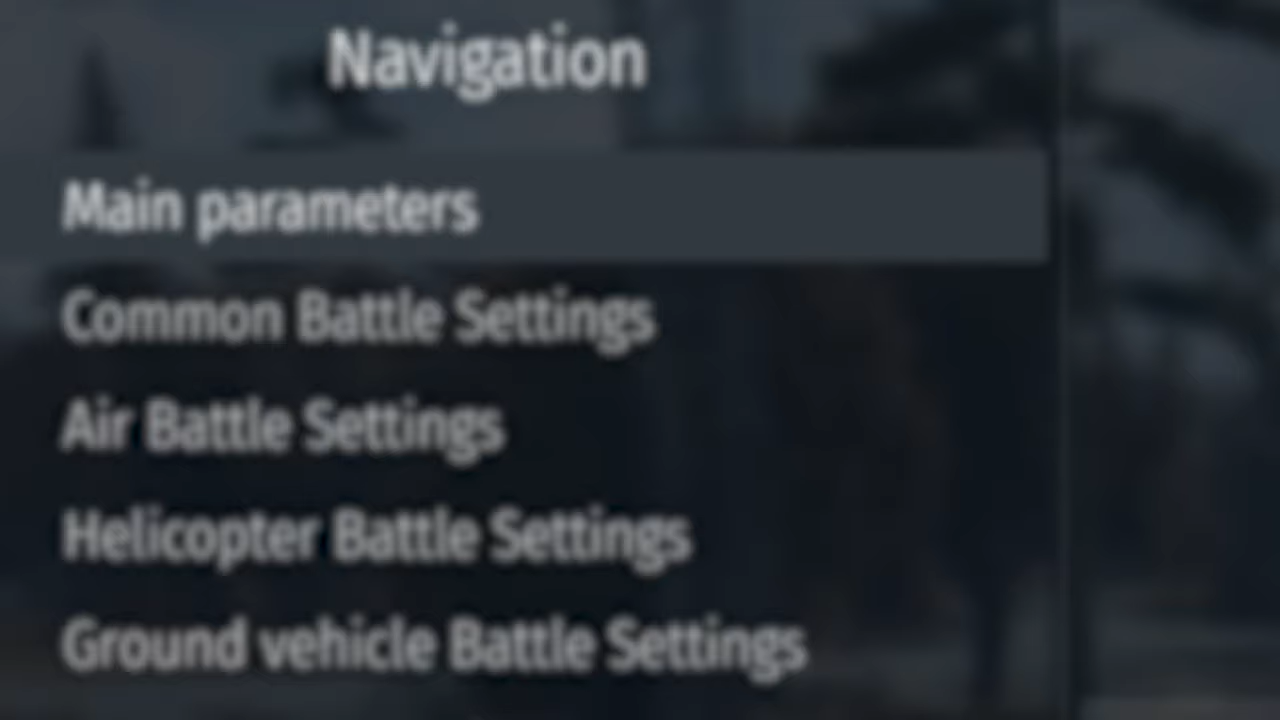 Navigation
Main parameters
Common Battle Settings
Air Battle Settings
Helicopter Battle Settings
Ground vehicle Battle Settings